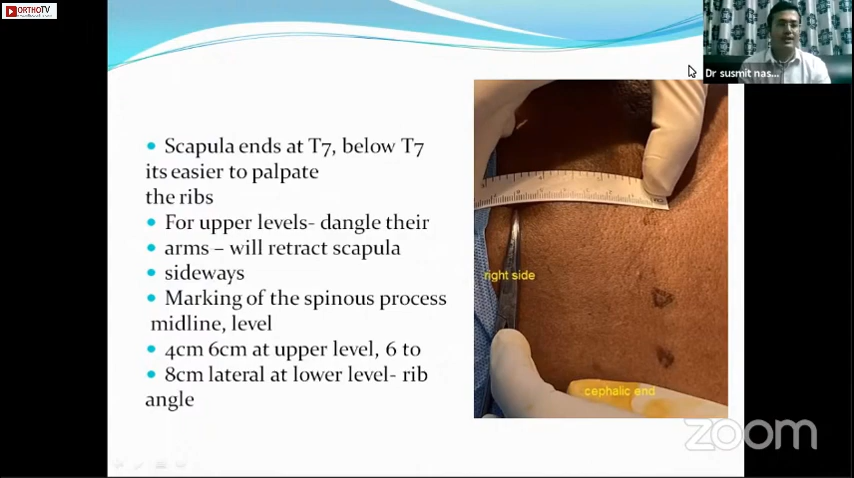 ORTHOTV
Dr susmit nas...
Scapula ends at T7, below T7
its easier to palpate
the ribs
For upper levels- dangle their
arms – will retract scapula
sideways
Marking of the spinous process
midline, level
4cm 6cm at upper level, 6 to
8cm lateral at lower level- rib
angle
right side
cephalic end
zoom